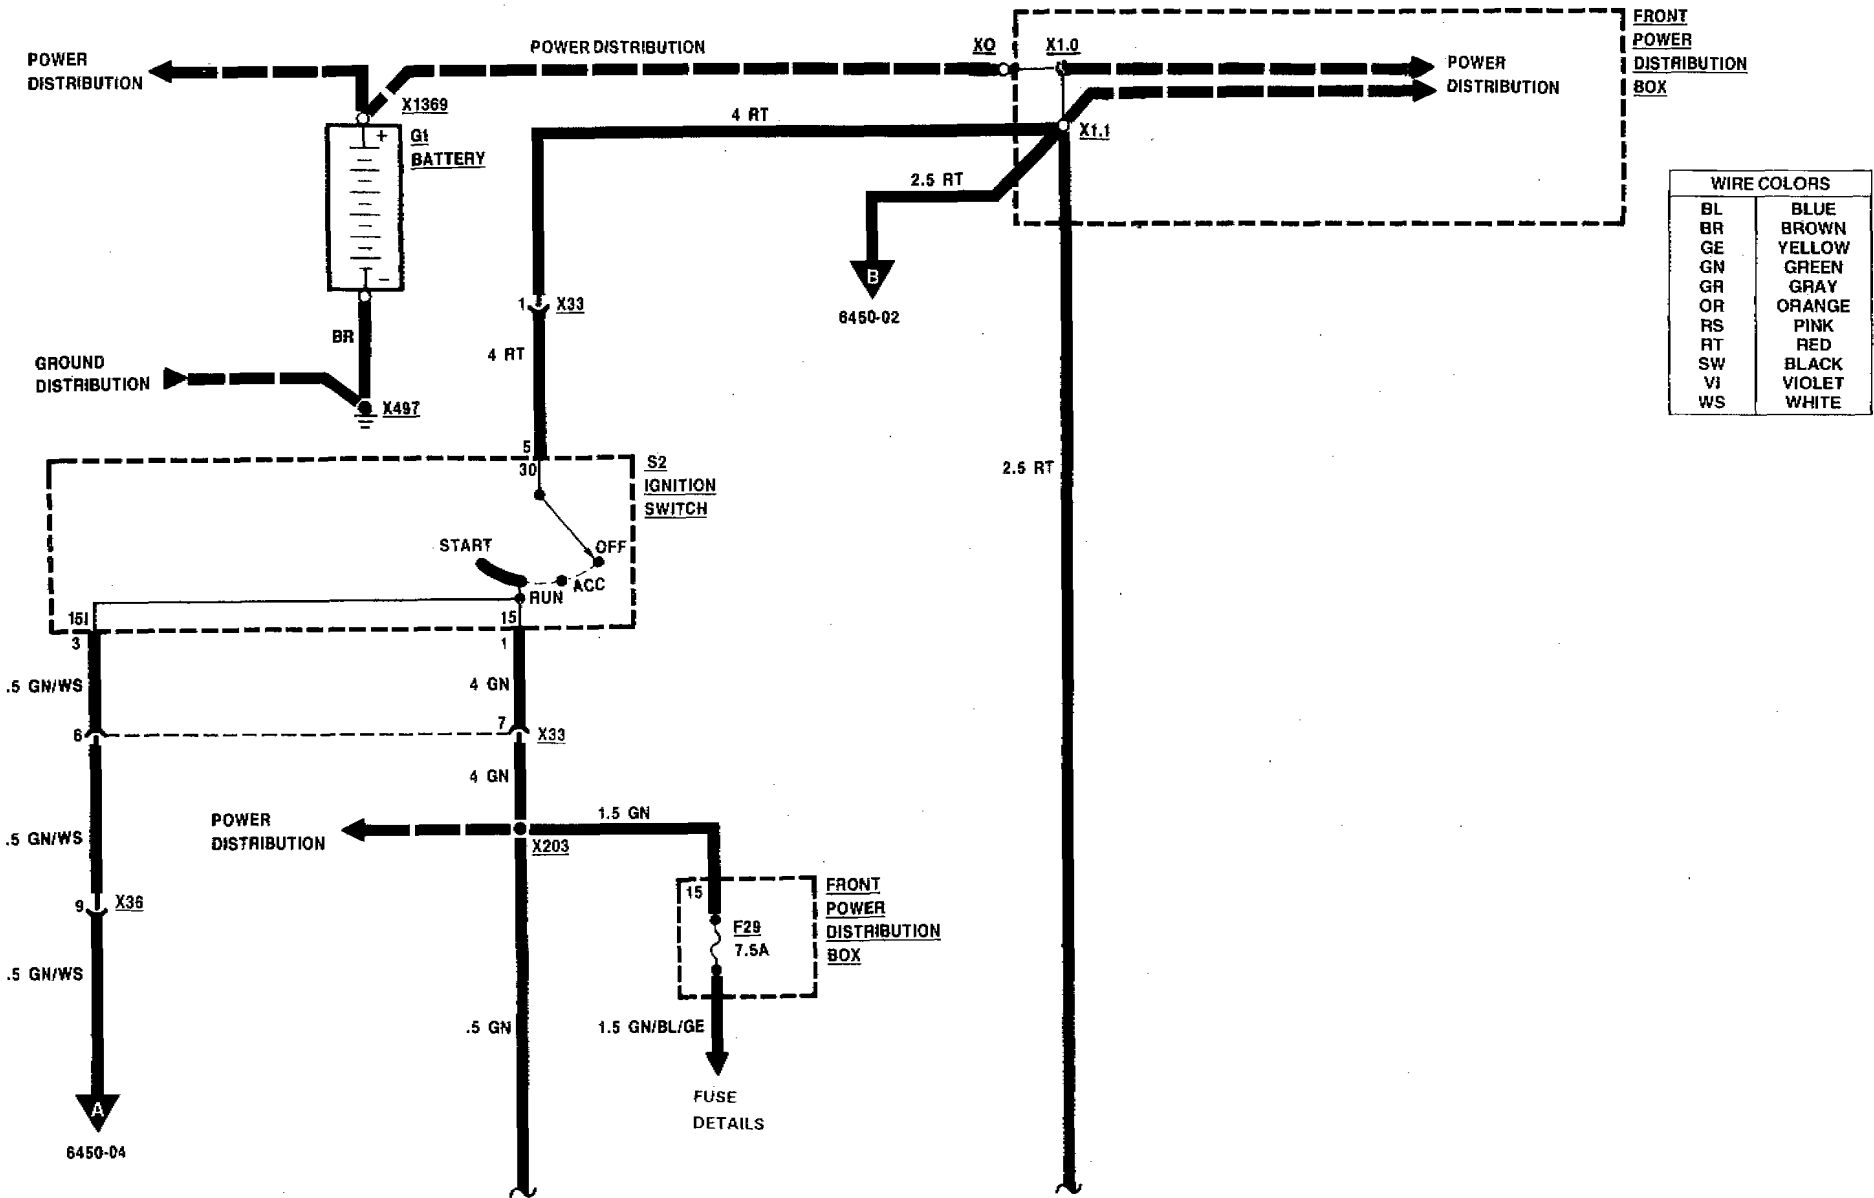 POWER
DISTRIBUTION
POWER DISTRIBUTION
XO
X1.0
POWER
DISTRIBUTION
FRONT
POWER
DISTRIBUTION
BOX
X1369
+
G1
BATTERY
-
4 RT
X1.1
2.5 RT
B
6450-02
WIRE COLORS
BL BLUE
BR BROWN
GE YELLOW
GN GREEN
GR GRAY
OR ORANGE
RS PINK
RT RED
SW BLACK
VI VIOLET
WS WHITE
1 X33
BR
4 RT
GROUND
DISTRIBUTION
X497
5
30
S2
IGNITION
SWITCH
2.5 RT
START
OFF
ACC
RUN
15I
15
3
1
.5 GN/WS
4 GN
6
7
X33
4 GN
.5 GN/WS
POWER
DISTRIBUTION
1.5 GN
X203
9 X36
15
F29
7.5A
FRONT
POWER
DISTRIBUTION
BOX
.5 GN/WS
.5 GN
1.5 GN/BL/GE
FUSE
DETAILS
A
6450-04